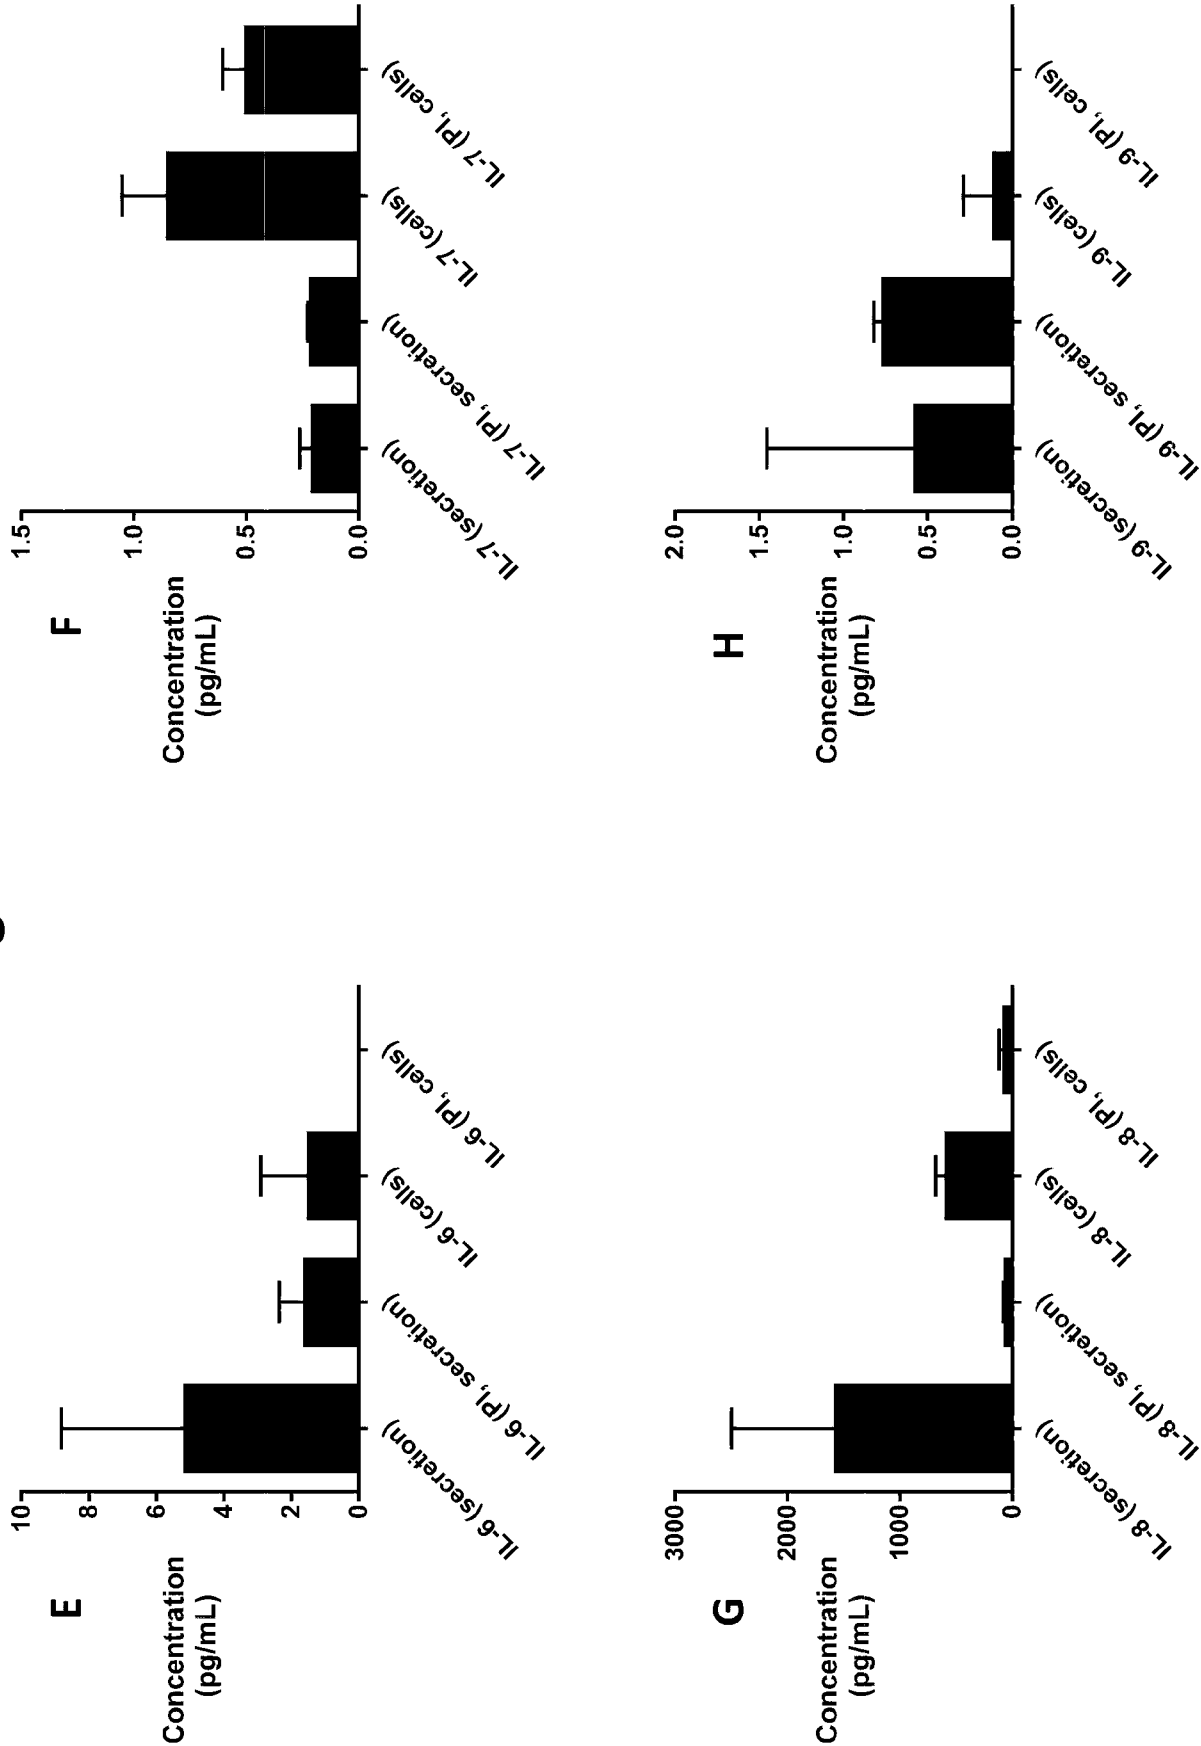 E
Concentration
(pg/mL)
10
8
6
4
2
0
IL-6 (secretion)
IL-6 (PI, secretion)
IL-6 (cells)
IL-6 (PI, cells)
F
Concentration
(pg/mL)
1.5
1.0
0.5
0.0
IL-7 (secretion)
IL-7 (PI, secretion)
IL-7 (cells)
IL-7 (PI, cells)
G
Concentration
(pg/mL)
3000
2000
1000
0
IL-8 (secretion)
IL-8 (PI, secretion)
IL-8 (cells)
IL-8 (PI, cells)
H
Concentration
(pg/mL)
2.0
1.5
1.0
0.5
0.0
IL-9 (secretion)
IL-9 (PI, secretion)
IL-9 (cells)
IL-9 (PI, cells)